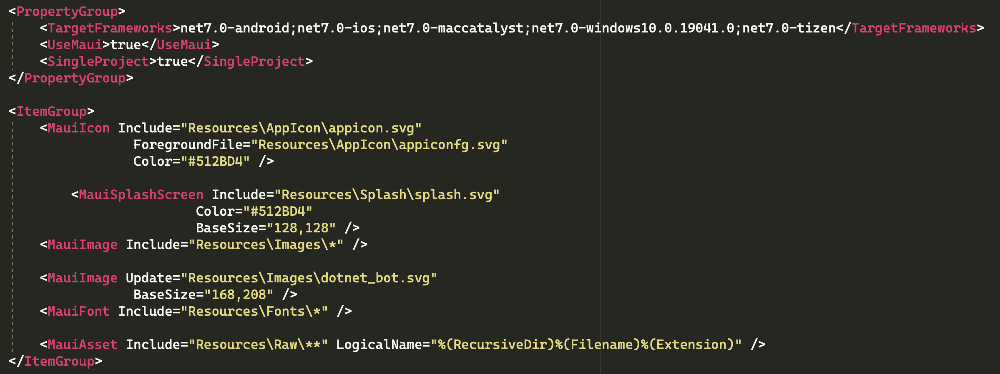 <PropertyGroup>
    <TargetFrameworks>net7.0-android;net7.0-ios;net7.0-maccatalyst;net7.0-windows10.0.19041.0;net7.0-tizen</TargetFrameworks>
    <UseMaui>true</UseMaui>
    <SingleProject>true</SingleProject>
</PropertyGroup>

<ItemGroup>
    <MauiIcon Include="Resources\AppIcon\appicon.svg"
                ForegroundFile="Resources\AppIcon\appiconfg.svg"
                Color="#512BD4" />

        <MauiSplashScreen Include="Resources\Splash\splash.svg"
                        Color="#512BD4"
                        BaseSize="128,128" />
    <MauiImage Include="Resources\Images\*" />

    <MauiImage Update="Resources\Images\dotnet_bot.svg"
                BaseSize="168,208" />
    <MauiFont Include="Resources\Fonts\*" />

    <MauiAsset Include="Resources\Raw\**" LogicalName="%(RecursiveDir)%(Filename)%(Extension)" />
</ItemGroup>